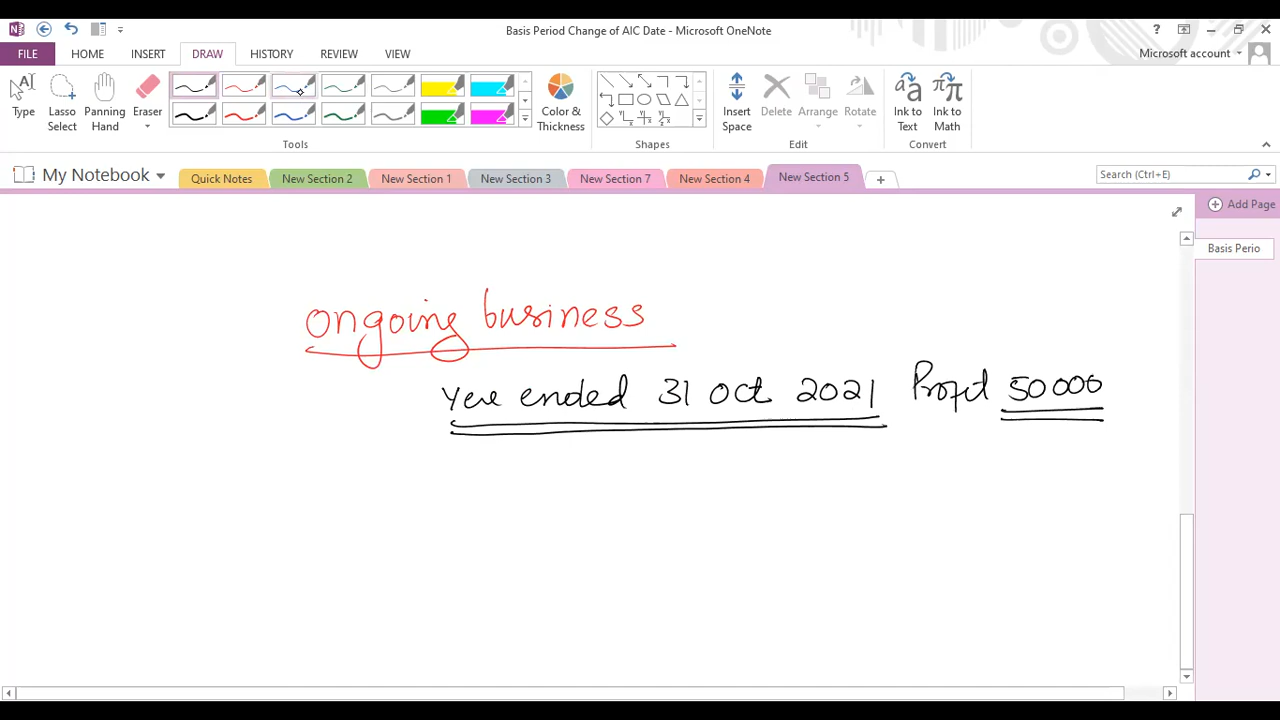 Basis Period Change of AIC Date - Microsoft OneNote
?
FILE HOME INSERT DRAW HISTORY REVIEW VIEW
Microsoft account
Type
Lasso Select
Panning Hand
Eraser
Color & Thickness
Insert Space
Delete
Arrange
Rotate
Ink to Text
Ink to Math
Tools
Shapes
Edit
Convert
My Notebook
Quick Notes
New Section 2
New Section 1
New Section 3
New Section 7
New Section 4
New Section 5
Search (Ctrl+E)
Add Page
Basis Perio
ongoing business
ended 31 Oct 2021 Profit 50000